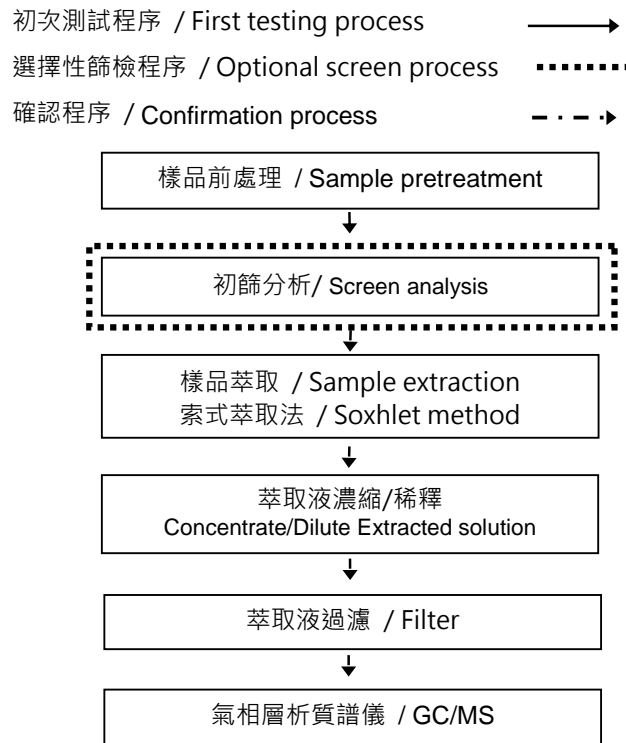 初次測試程序 / First testing process
選擇性篩檢程序 / Optional screen process
確認程序 / Confirmation process
樣品前處理 / Sample pretreatment
初篩分析/ Screen analysis
樣品萃取 / Sample extraction
索式萃取法 / Soxhlet method
萃取液濃縮/稀釋
Concentrate/Dilute Extracted solution
萃取液過濾 / Filter
氣相層析質譜儀 / GC/MS